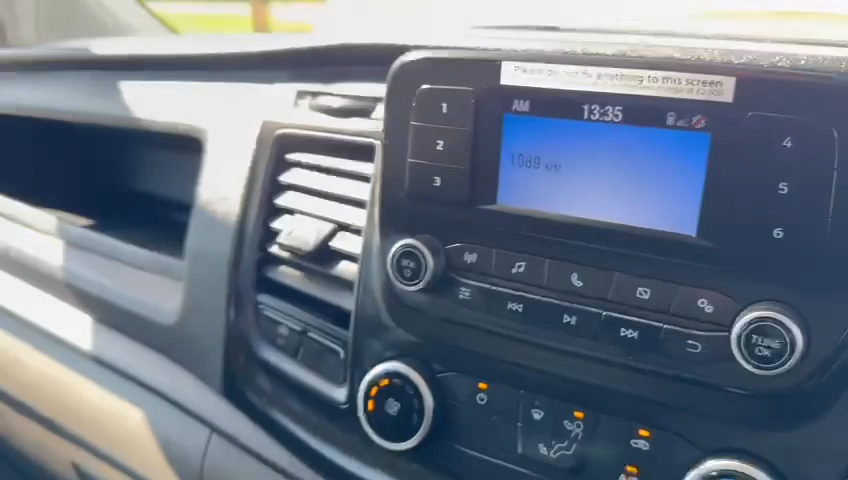 Please do not fix anything to this screen
AM 13:35
1089 kHz
1
2
3
4
5
6
VOL
TUNE
OK